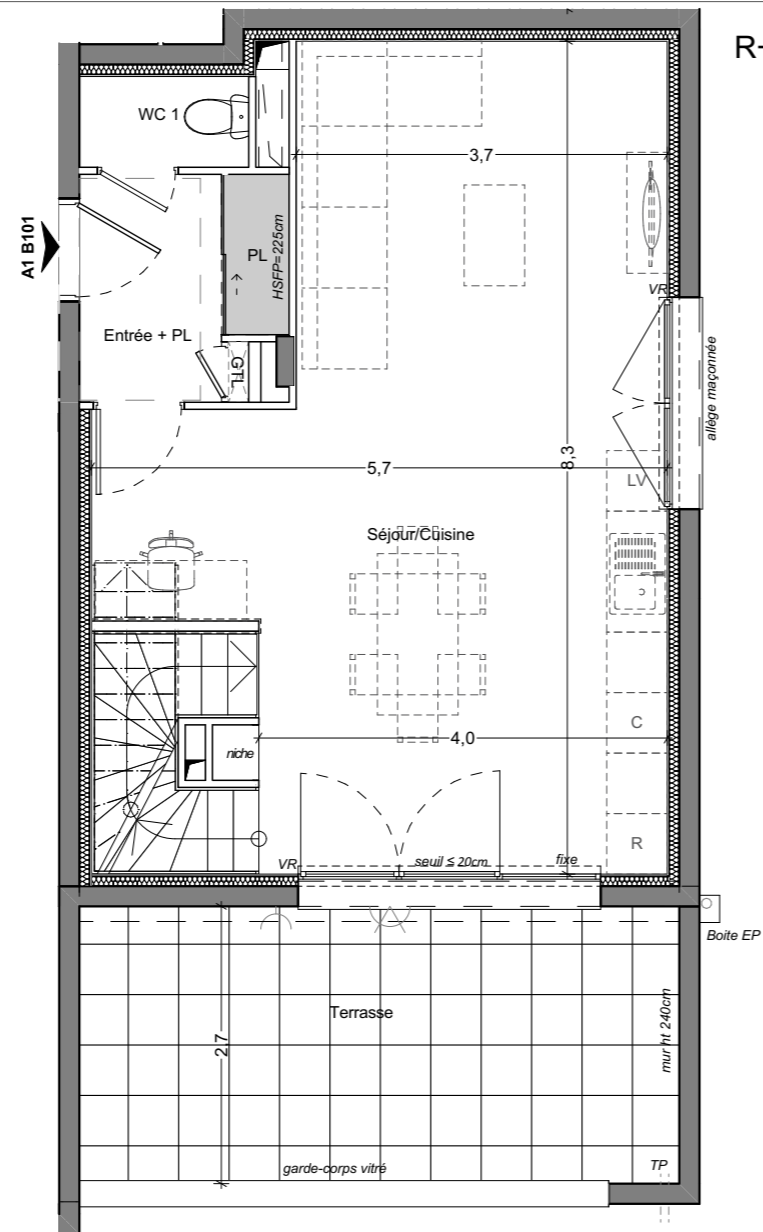 R-
WC 1
3,7
A1 B101
PL
HSFP=225cm
VR
Entrée + PL
GTL
allège maçonnée
5,7
8,3
LV
Séjour/Cuisine
C
niche
4,0
R
VR
seuil ≤ 20cm
fixe
Boite EP
Terrasse
mur ht 240cm
2,7
garde-corps vitré
TP